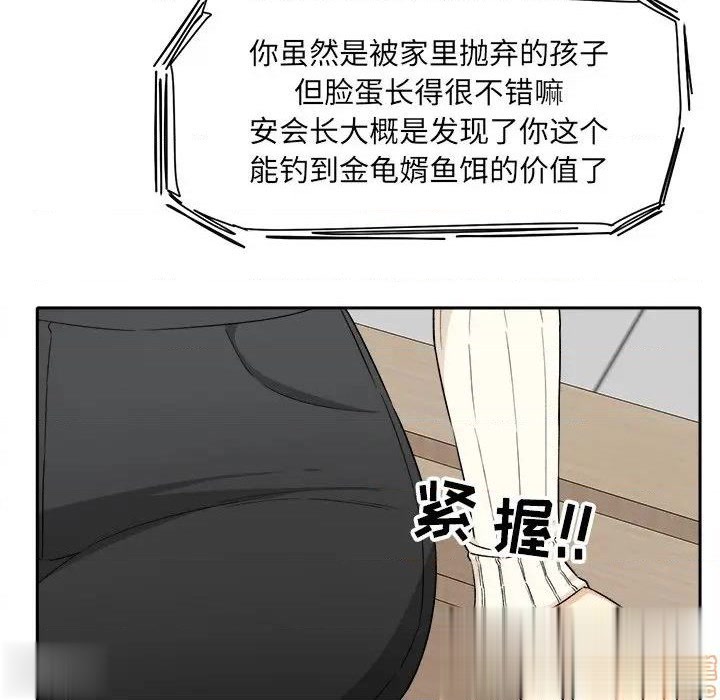 你虽然是被家里抛弃的孩子
但脸蛋长得很不错嘛
安会长大概是发现了你这个
能钓到金龟婿鱼饵的价值了
紧握!!